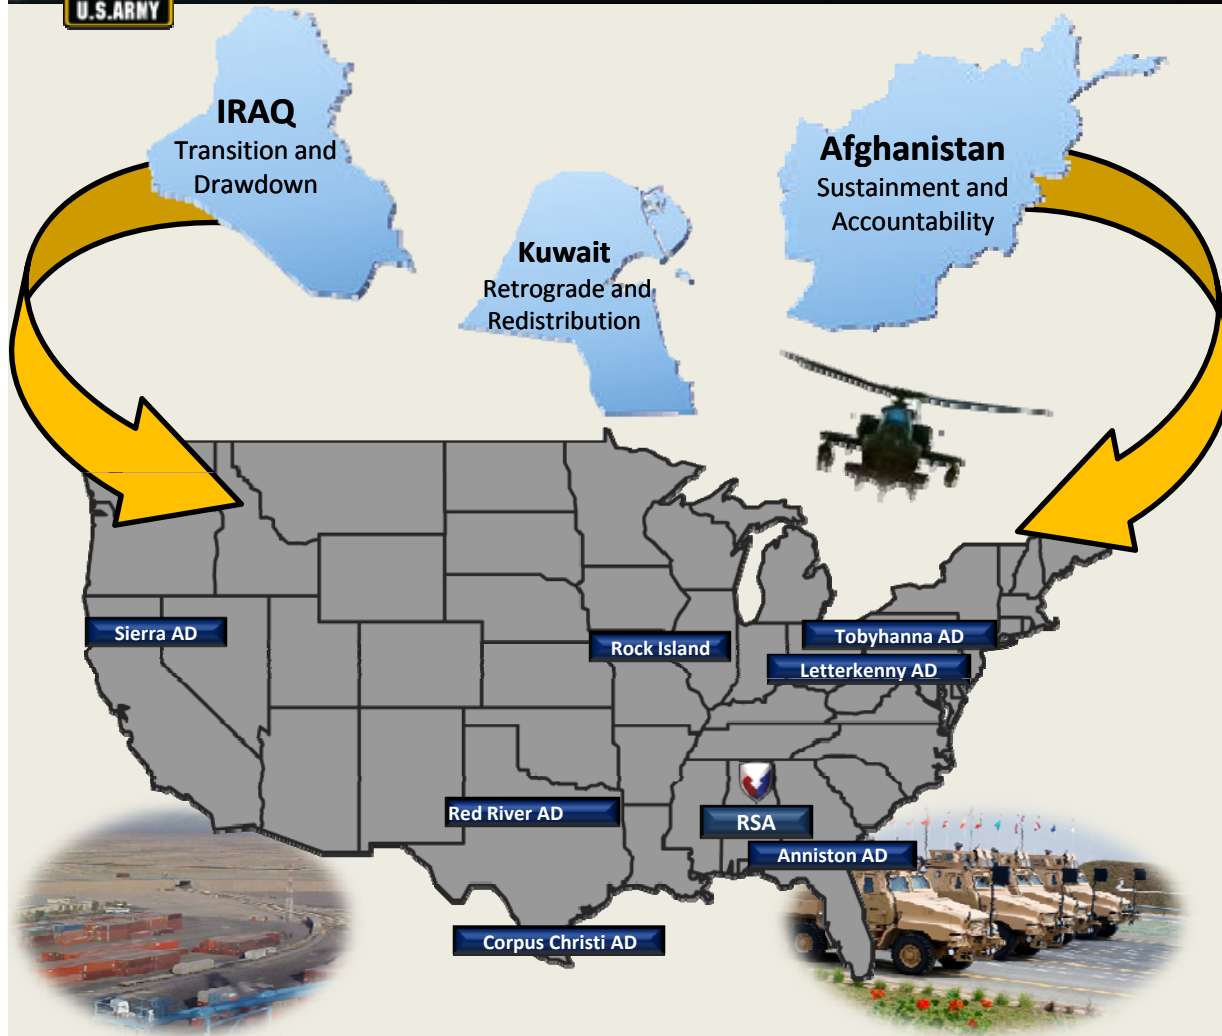 U.S.ARMY
IRAQ
Transition and
Drawdown
Afghanistan
Sustainment and
Accountability
Kuwait
Retrograde and
Redistribution
Sierra AD
Rock Island
Tobyhanna AD
Letterkenny AD
Red River AD
RSA
Anniston AD
Corpus Christi AD